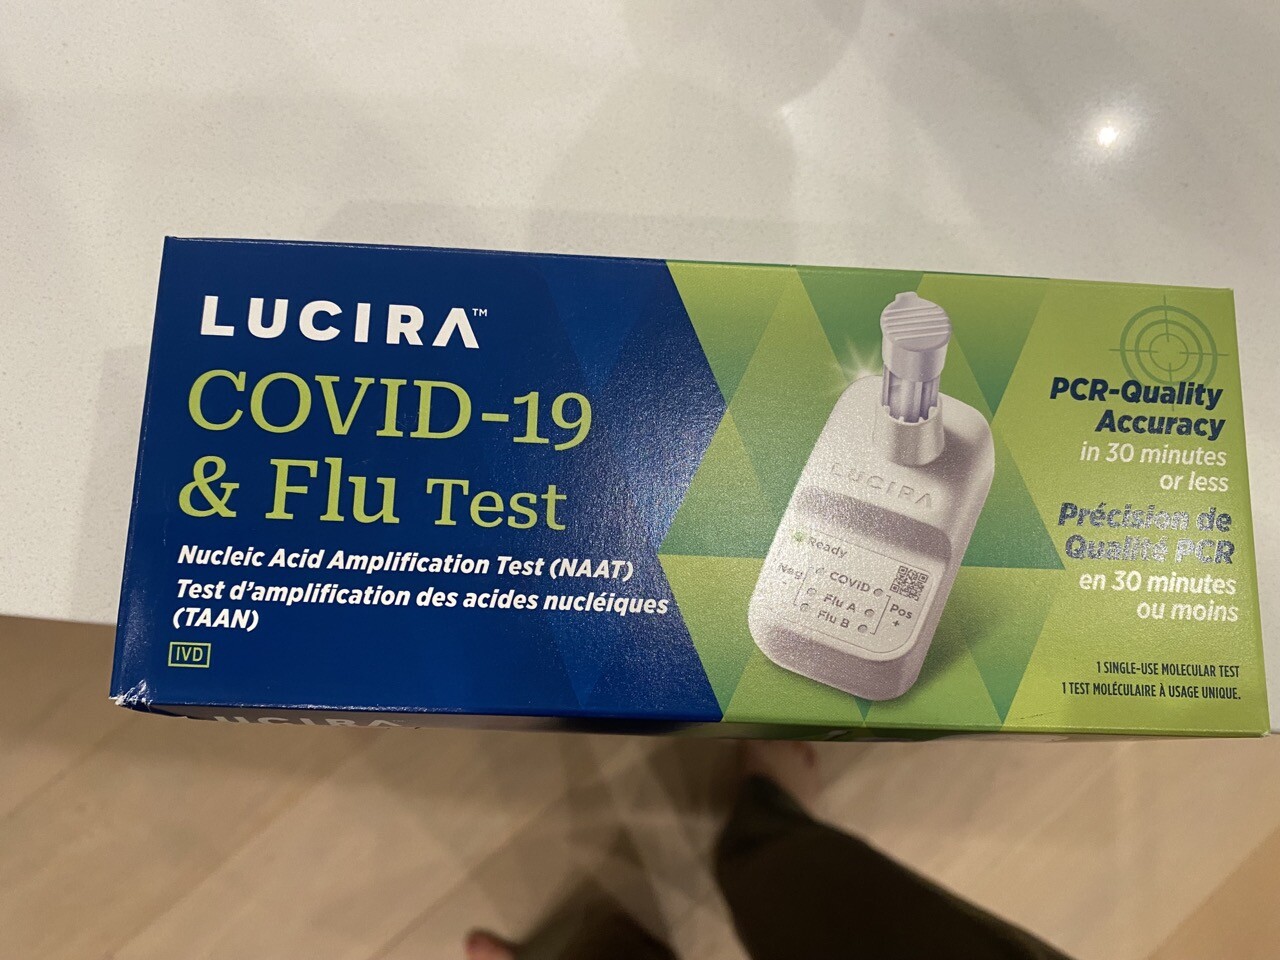 LUCIRA™
COVID-19
& Flu Test
Nucleic Acid Amplification Test (NAAT)
Test d'amplification des acides nucléiques
(TAAN)
IVD
LUCIRA
Ready
Neg
-
COVID
Flu A
Flu B
Pos
+
PCR-Quality
Accuracy
in 30 minutes
or less
Précision de
Qualité PCR
en 30 minutes
ou moins
1 SINGLE-USE MOLECULAR TEST
1 TEST MOLÉCULAIRE À USAGE UNIQUE.
LUCIRA